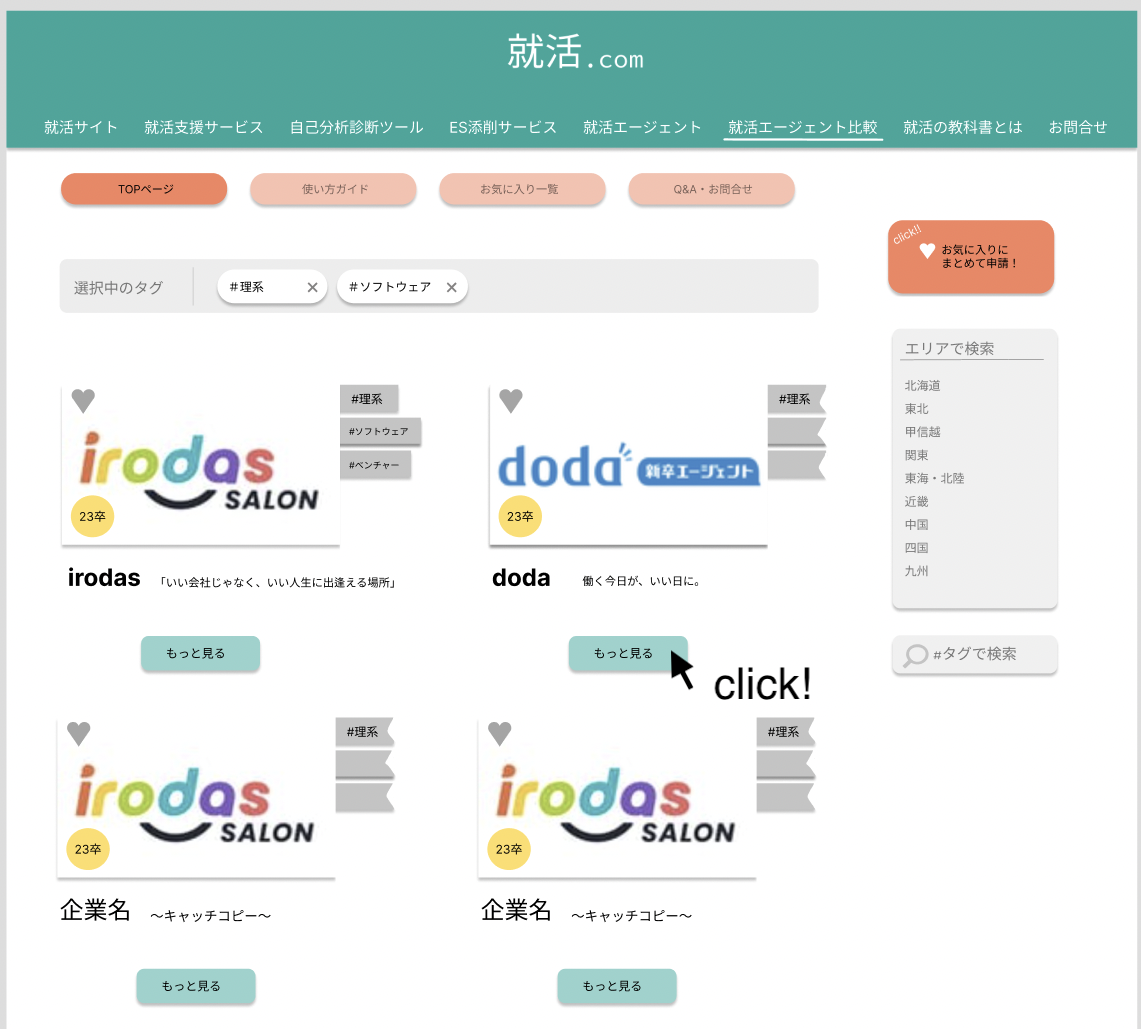 就活.com
就活サイト
就活支援サービス
自己分析診断ツール
ES添削サービス
就活エージェント
就活エージェント比較
就活の教科書とは
お問合せ
TOPページ
使い方ガイド
お気に入り一覧
Q&A・お問合せ
click!!
お気に入りに
まとめて申請！
選択中のタグ
#理系 ×
#ソフトウェア ×
エリアで検索
北海道
東北
甲信越
関東
東海・北陸
近畿
中国
四国
九州
#タグで検索
irodas
SALON
23卒
#理系
#ソフトウェア
#ベンチャー
irodas 「いい会社じゃなく、いい人生に出逢える場所」
もっと見る
doda 新卒エージェント
23卒
#理系
doda 働く今日が、いい日に。
もっと見る
click!
irodas
SALON
23卒
#理系
企業名 〜キャッチコピー〜
もっと見る
irodas
SALON
23卒
#理系
企業名 〜キャッチコピー〜
もっと見る